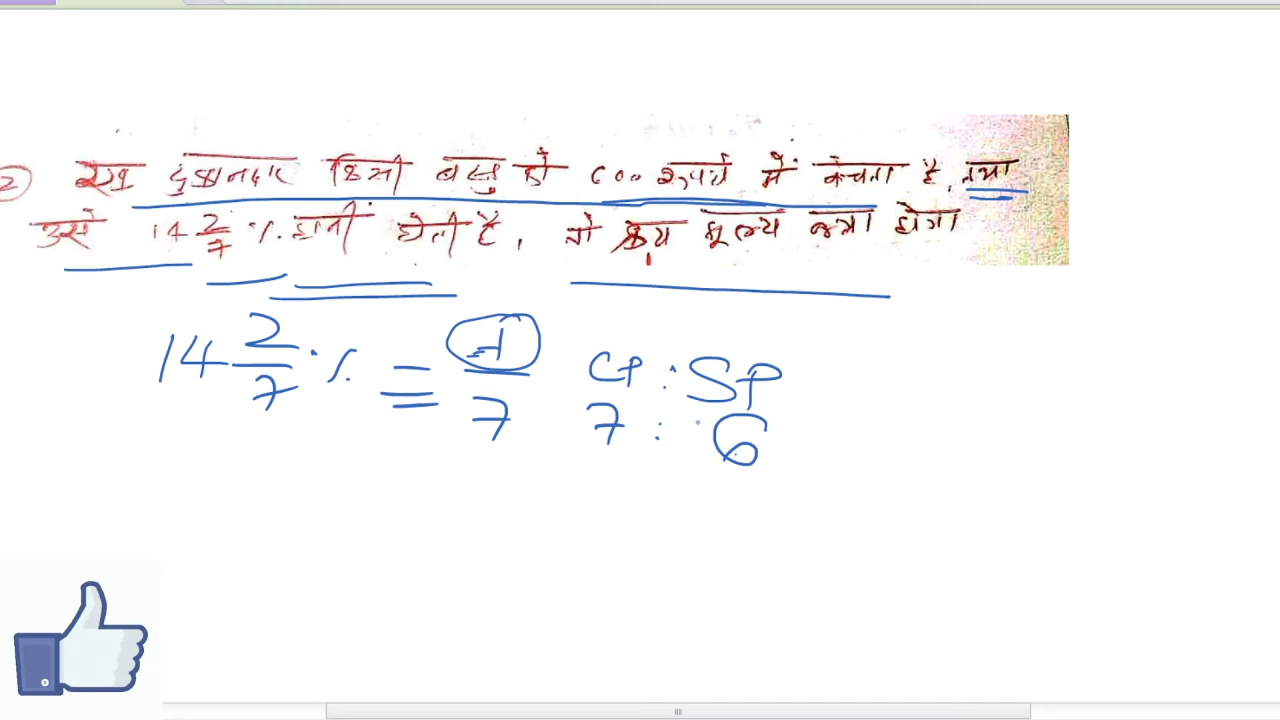 ② एक दुकानदार किसी वस्तु को 600 रुपये में बेचता है, तथा
उसे 14 2/7 % हानी होती है, तो क्रय मूल्य क्या होगा
14 2/7 % = 1/7 CP : SP
7 : 6